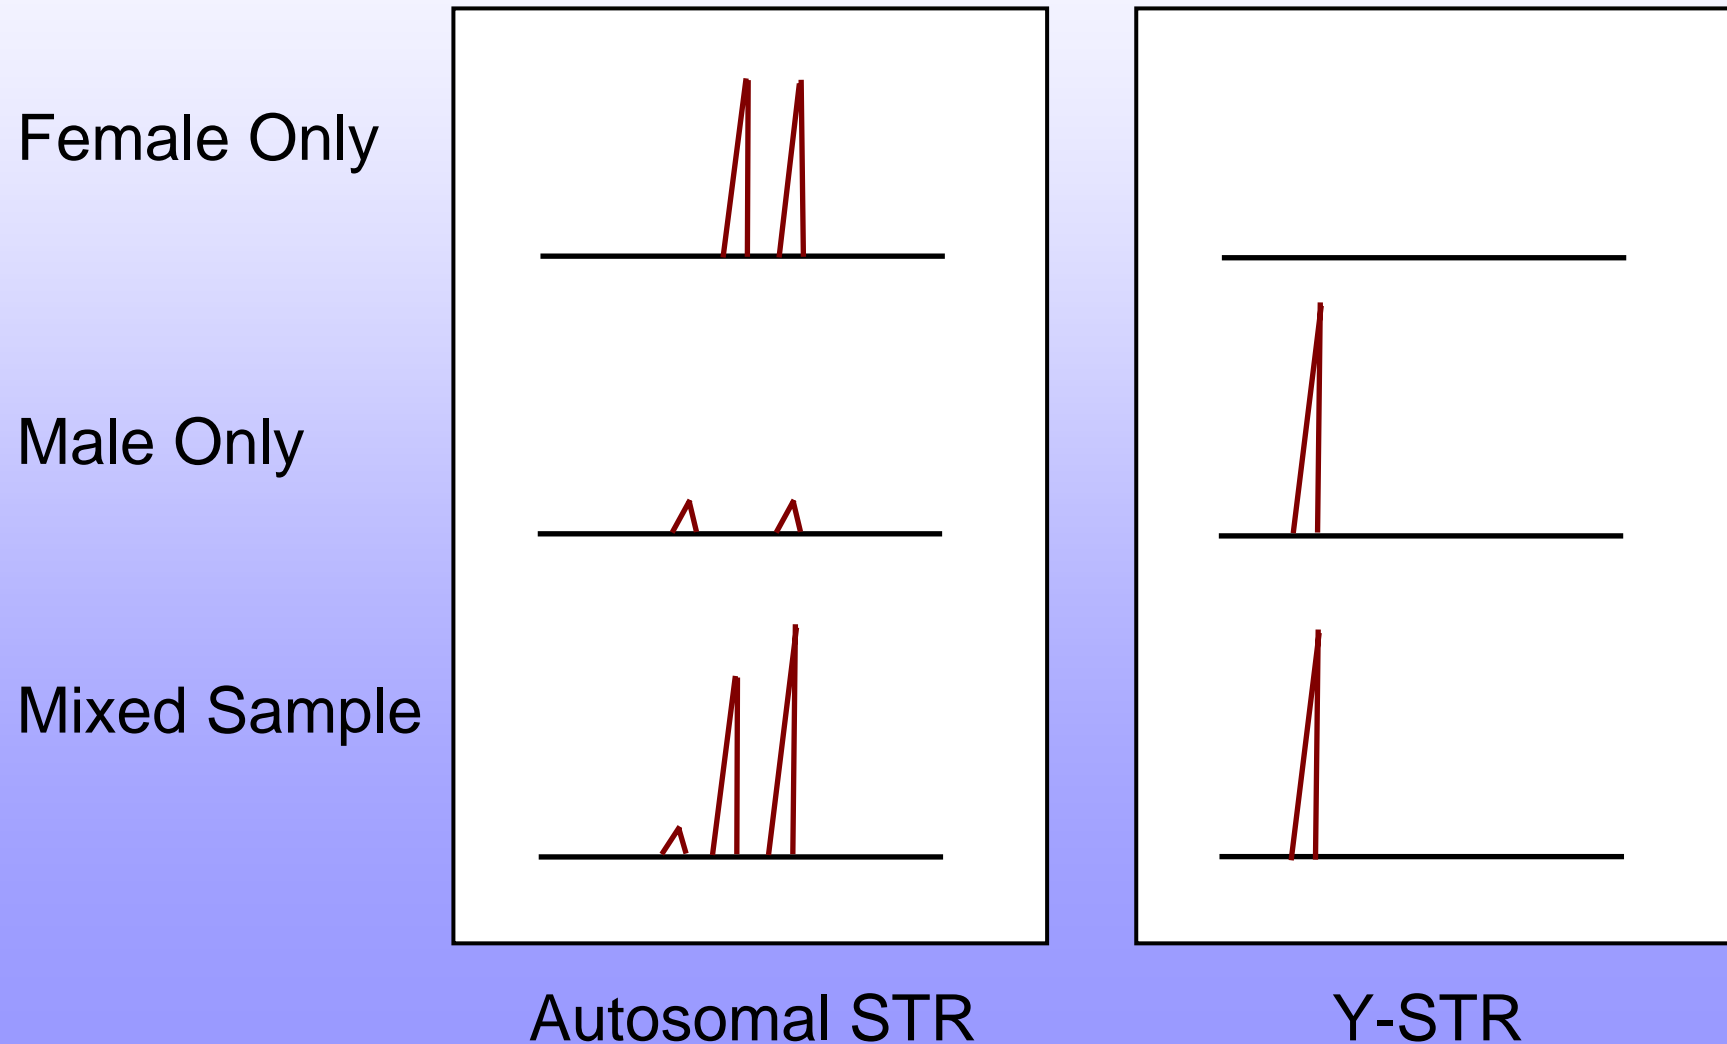 Female Only
Male Only
Mixed Sample
Autosomal STR
Y-STR